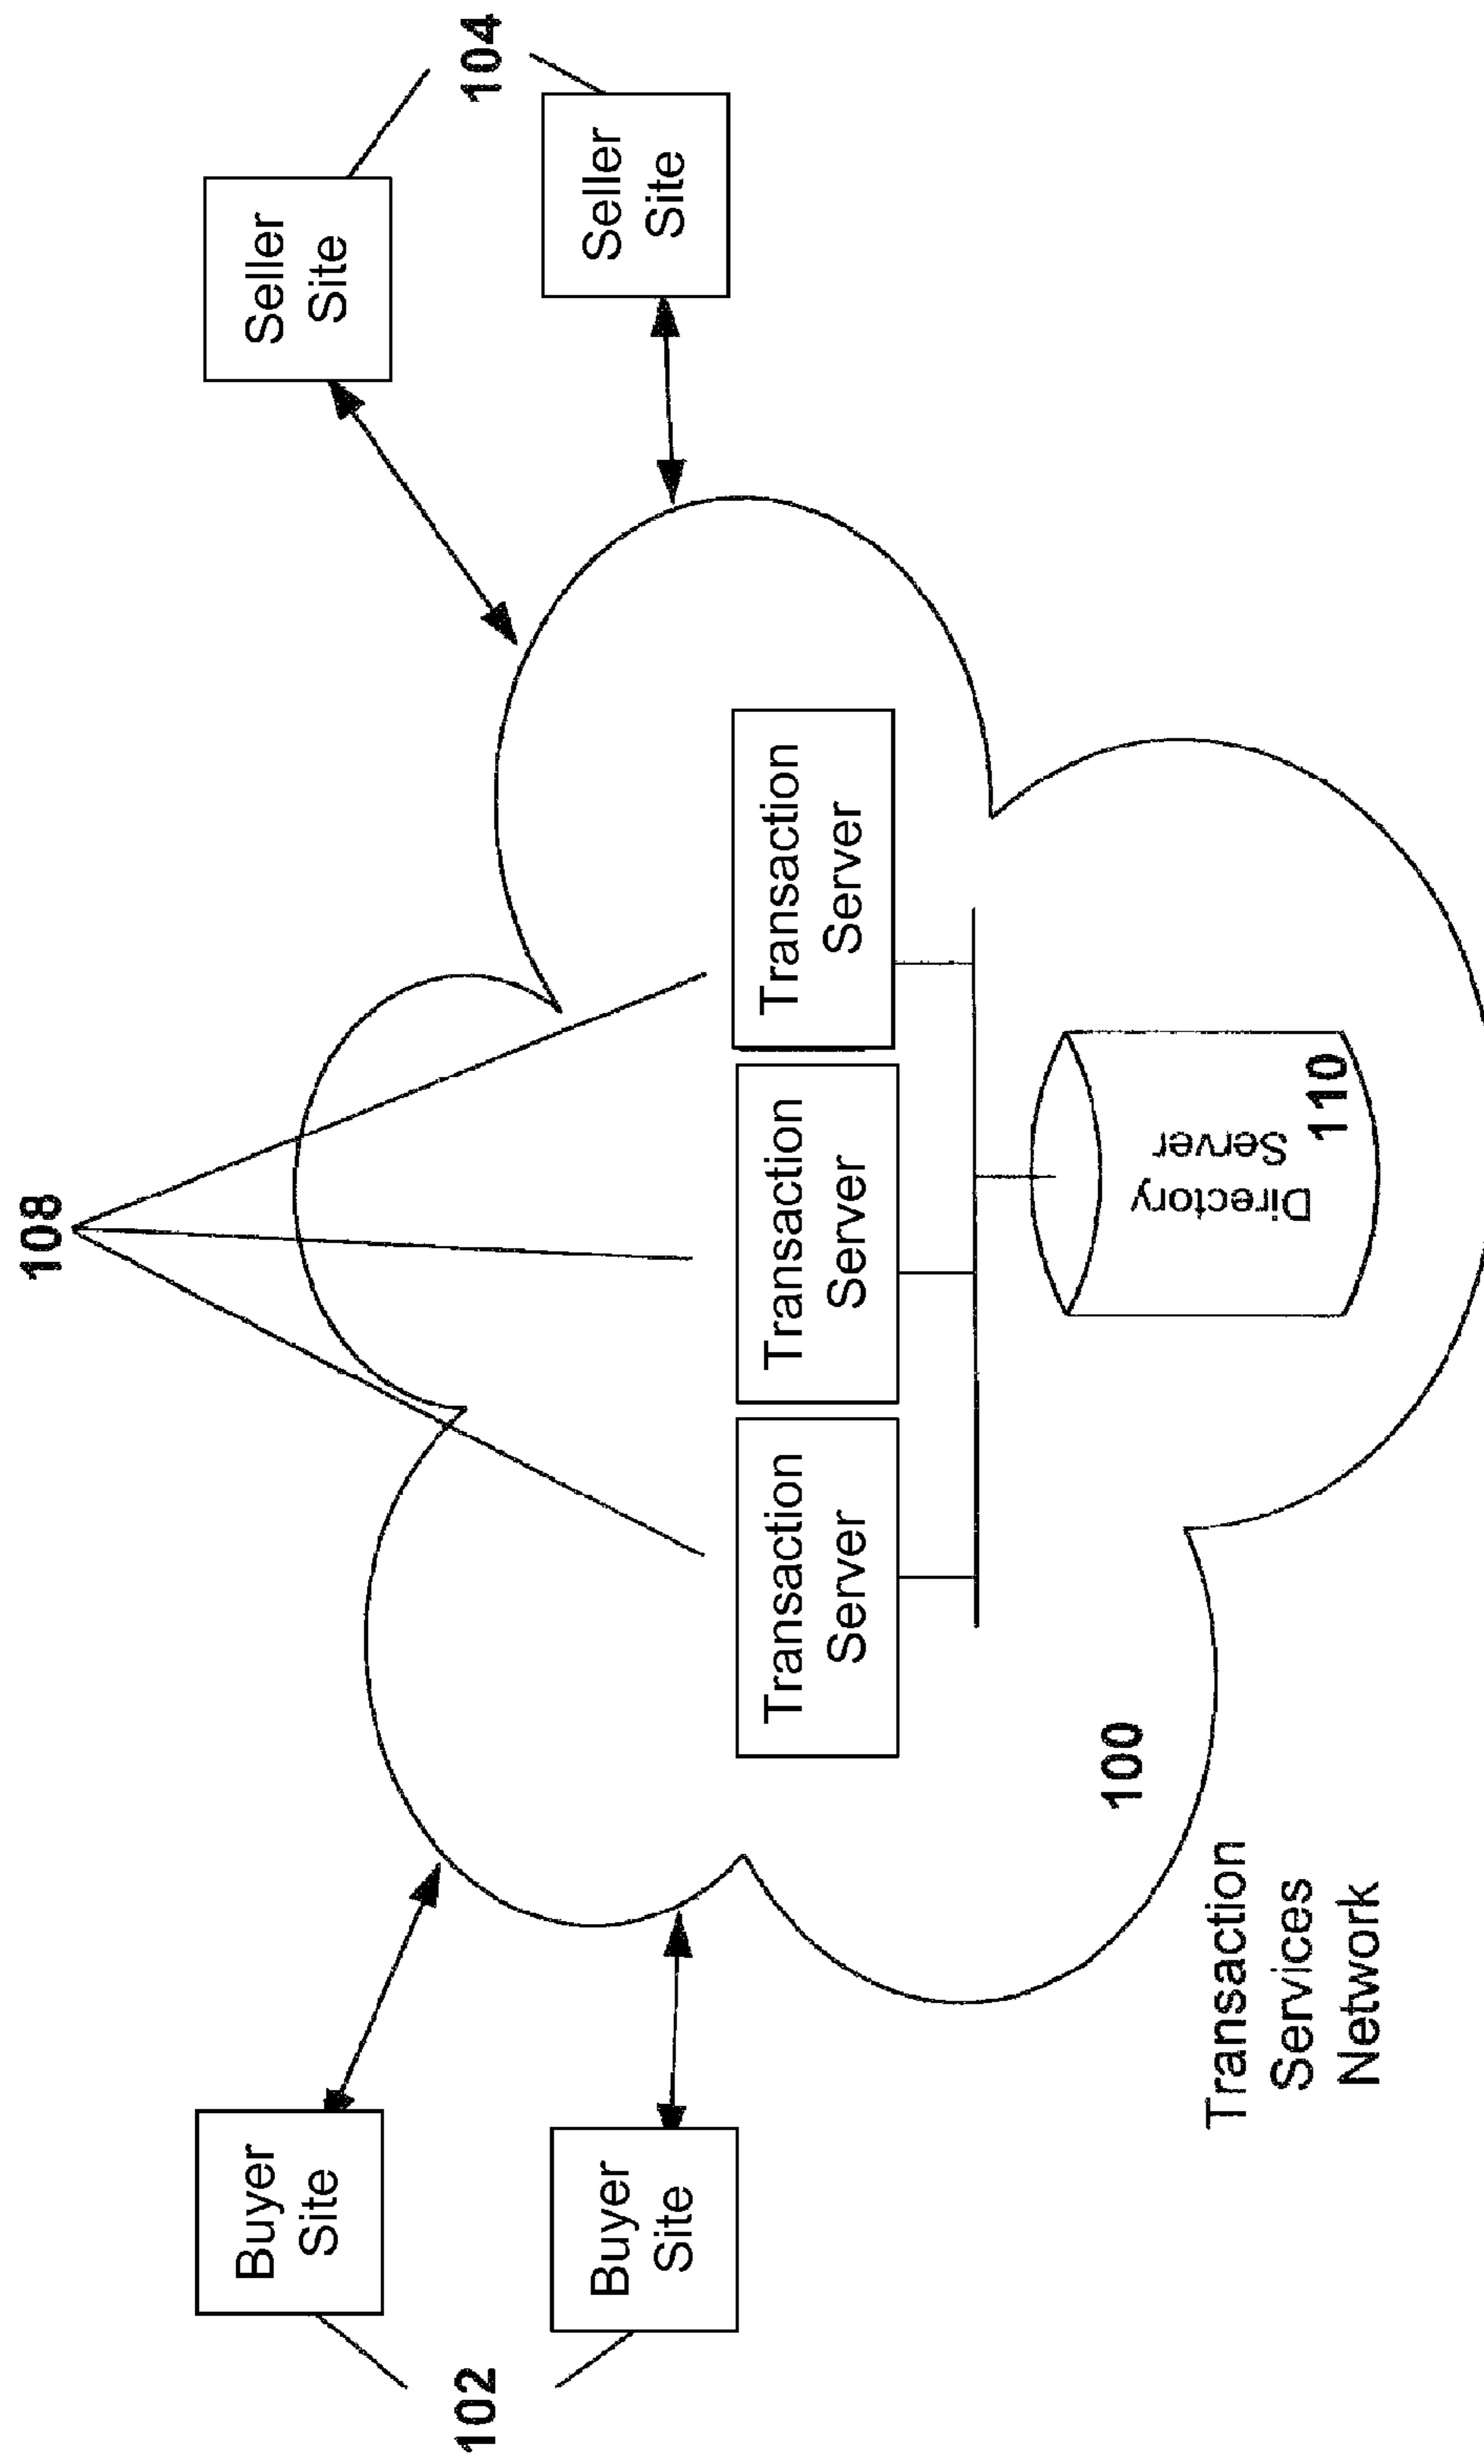 108
Buyer
Site
Buyer
Site
102
Seller
Site
Seller
Site
104
Transaction
Server
Transaction
Server
Transaction
Server
Directory
Server
110
100
Transaction
Services
Network